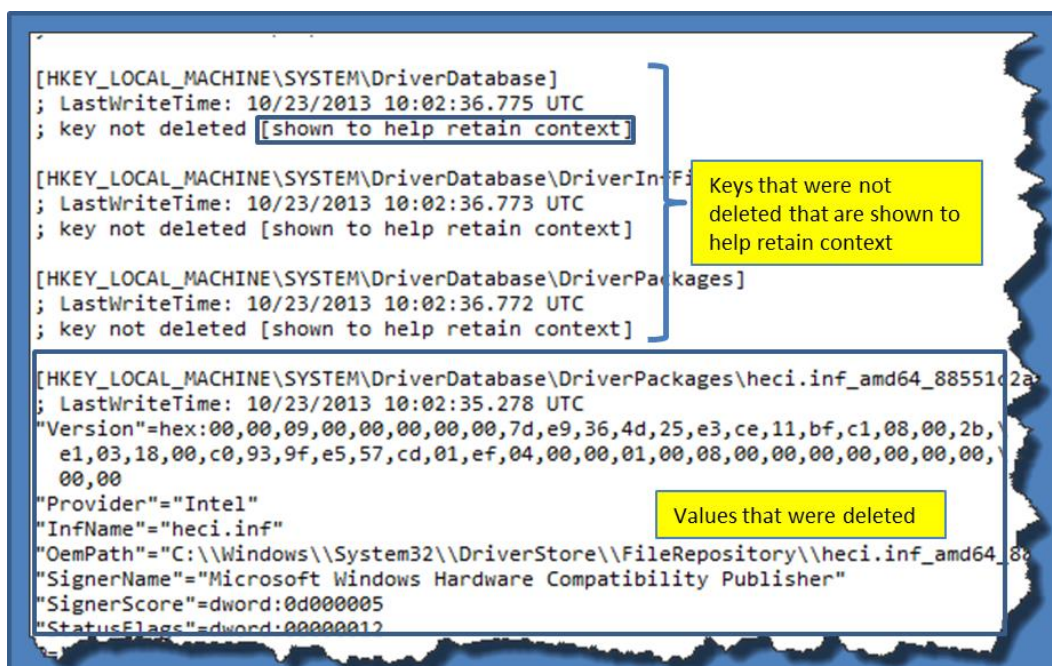 [HKEY_LOCAL_MACHINE\SYSTEM\DriverDatabase]
; LastWriteTime: 10/23/2013 10:02:36.775 UTC
; key not deleted [shown to help retain context]
[HKEY_LOCAL_MACHINE\SYSTEM\DriverDatabase\DriverInfFi
; LastWriteTime: 10/23/2013 10:02:36.773 UTC
; key not deleted [shown to help retain context]
Keys that were not
deleted that are shown to
help retain context
[HKEY_LOCAL_MACHINE\SYSTEM\DriverDatabase\DriverPackages]
; LastWriteTime: 10/23/2013 10:02:36.772 UTC
; key not deleted [shown to help retain context]
[HKEY_LOCAL_MACHINE\SYSTEM\DriverDatabase\DriverPackages\heci.inf_amd64_88551c2a
; LastWriteTime: 10/23/2013 10:02:35.278 UTC
"Version"=hex:00,00,09,00,00,00,00,00,7d,e9,36,4d,25,e3,ce,11,bf,c1,08,00,2b,\
e1,03,18,00,c0,93,9f,e5,57,cd,01,ef,04,00,00,01,00,08,00,00,00,00,00,00,00,\
00,00
"Provider"="Intel"
"InfName"="heci.inf"
Values that were deleted
"OemPath"="C:\\Windows\\System32\\DriverStore\\FileRepository\\heci.inf_amd64_88
"SignerName"="Microsoft Windows Hardware Compatibility Publisher"
"SignerScore"=dword:0d000005
"StatusFlags"=dword:00000012